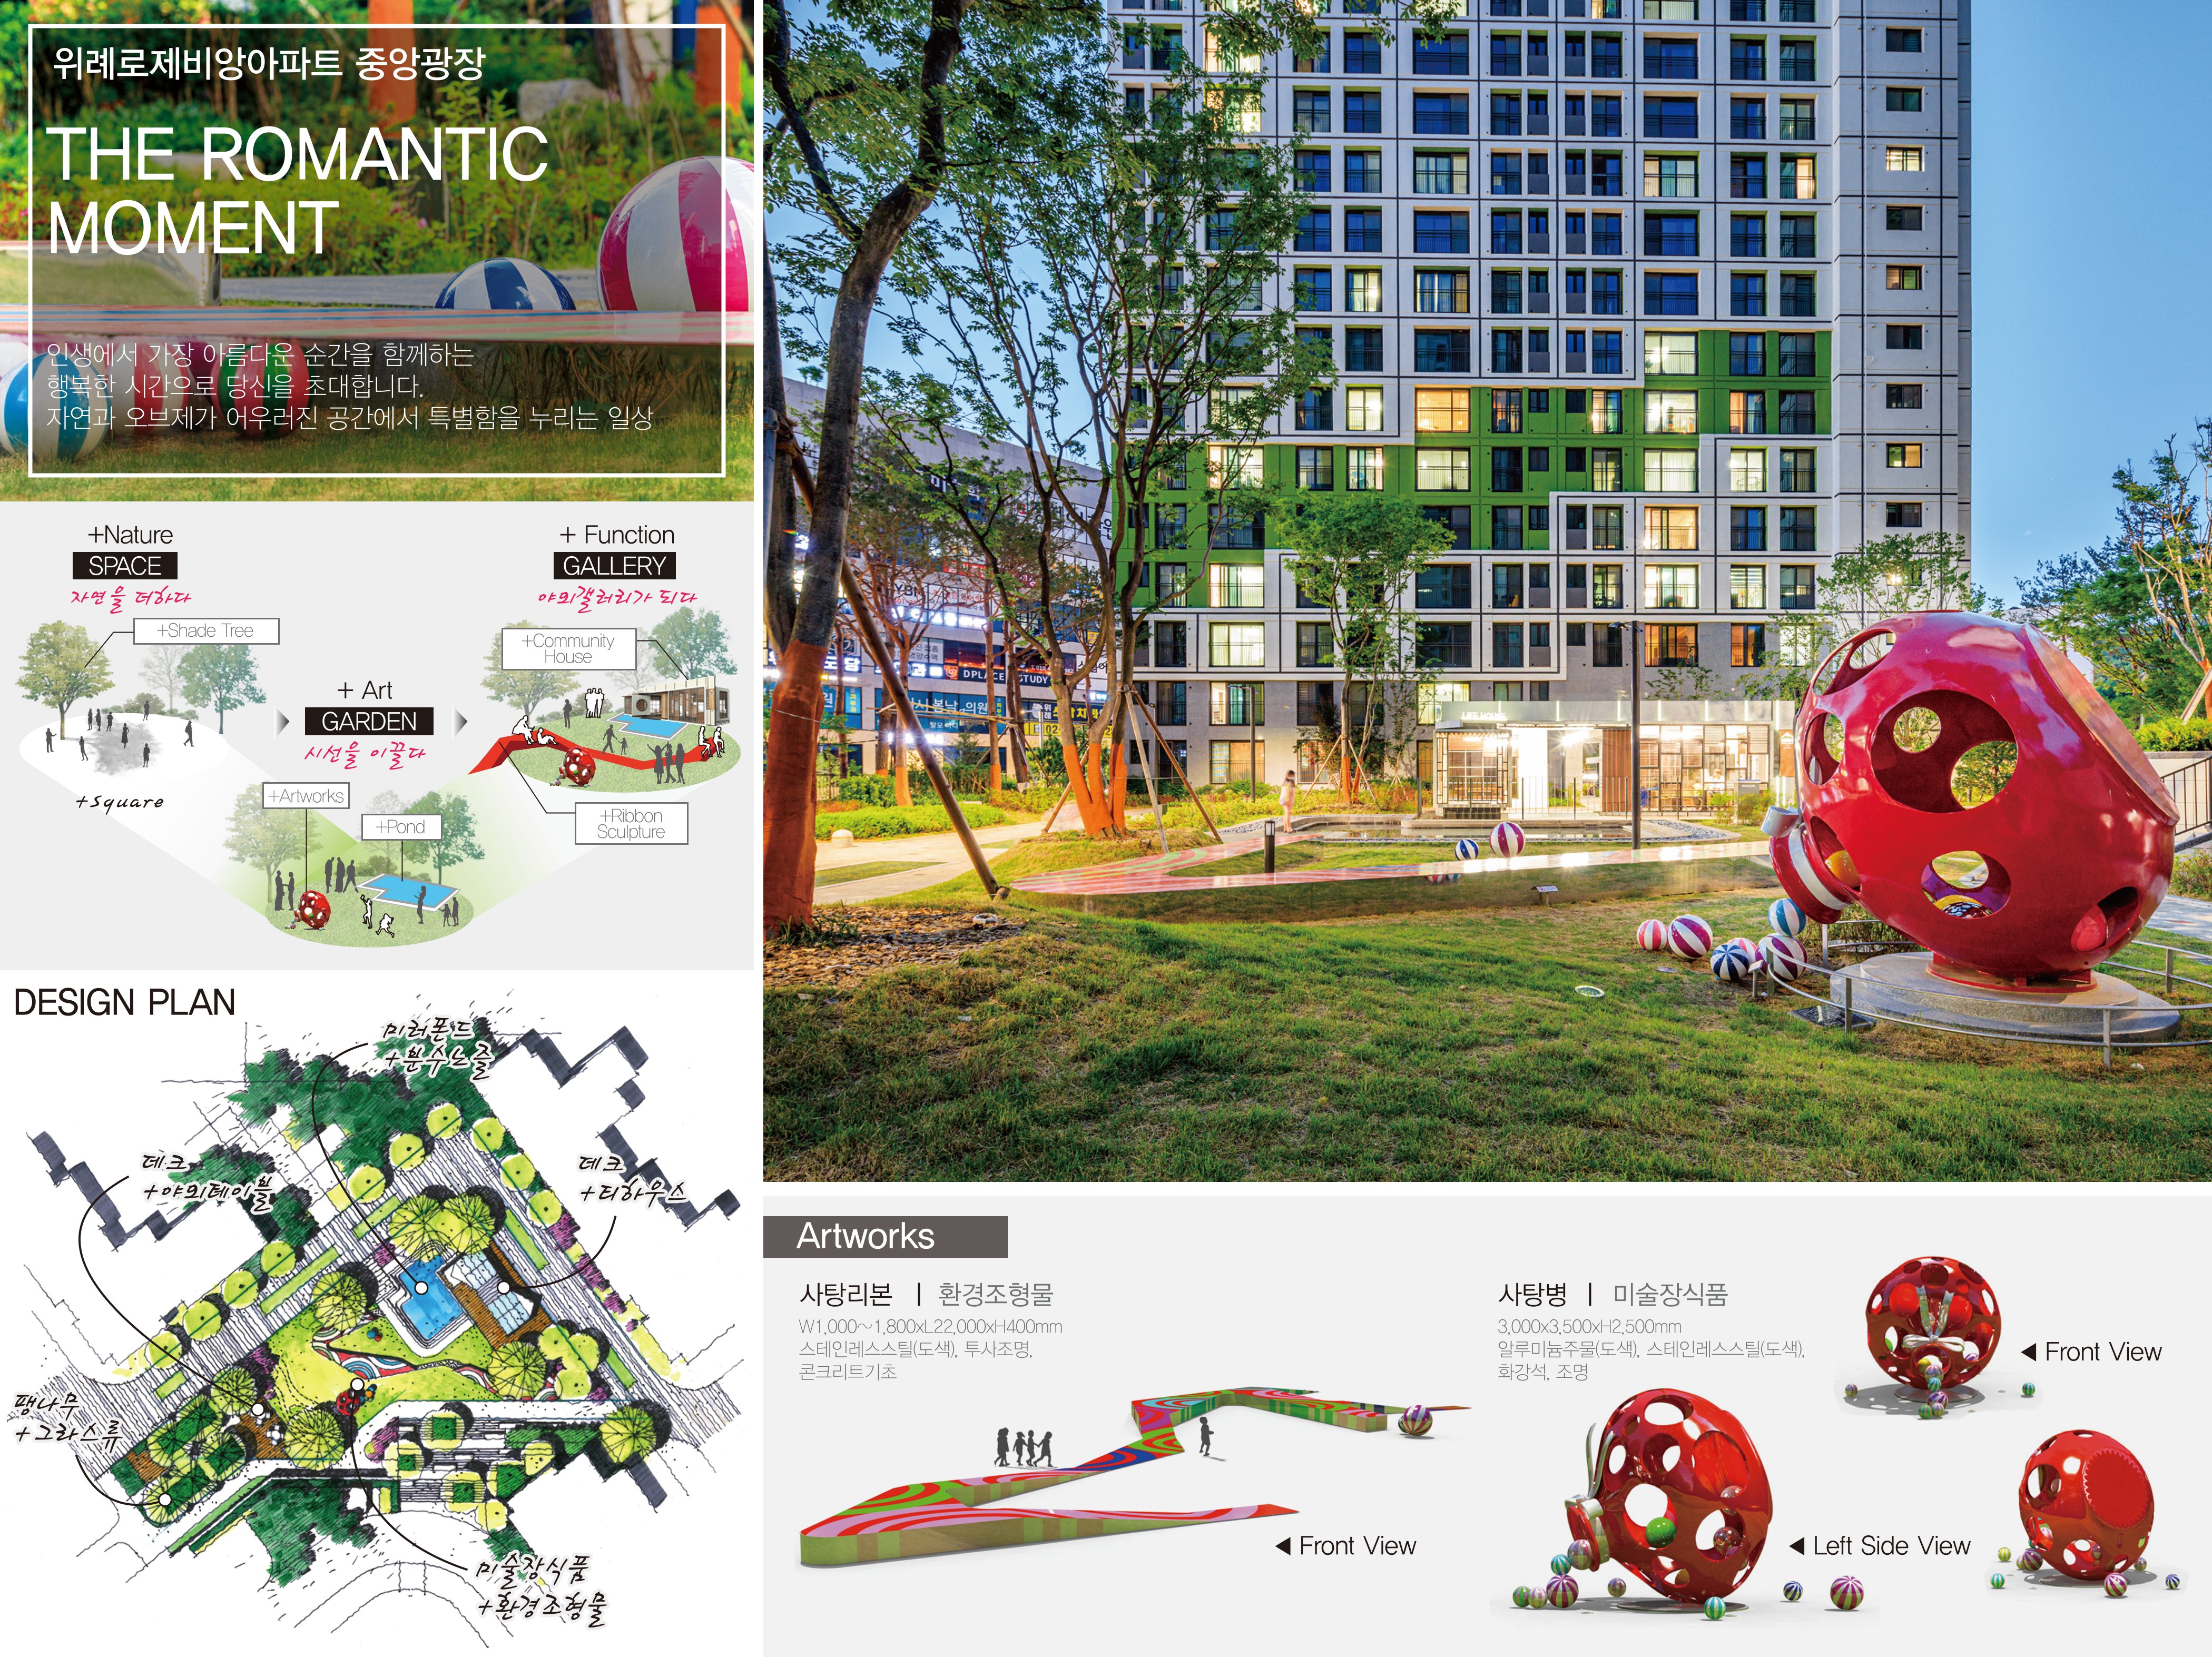 위례로제비앙아파트 중앙광장
THE ROMANTIC
MOMENT
인생에서 가장 아름다운 순간을 함께하는
행복한 시간으로 당신을 초대합니다.
자연과 오브제가 어우러진 공간에서 특별함을 누리는 일상
+Nature
SPACE
자연을 더하다
+Shade Tree
+square
+ Art
GARDEN
시선을 이끌다
+Artworks
+Pond
+ Function
GALLERY
야외갤러리가 되다
+Community
House
+Ribbon
Sculpture
DESIGN PLAN
미러폰드
+분수노즐
데크
+야외테이블
데크
+티하우스
팽나무
+그라스류
미술장식품
+환경조형물
YBM
DPLACE STUDY
LIFE HOUSE
Artworks
사탕리본 | 환경조형물
W1,000~1,800xL22,000xH400mm
스테인레스스틸(도색), 투사조명,
콘크리트기초
◀ Front View
사탕병 | 미술장식품
3,000x3,500xH2,500mm
알루미늄주물(도색), 스테인레스스틸(도색),
화강석, 조명
◀ Front View
◀ Left Side View